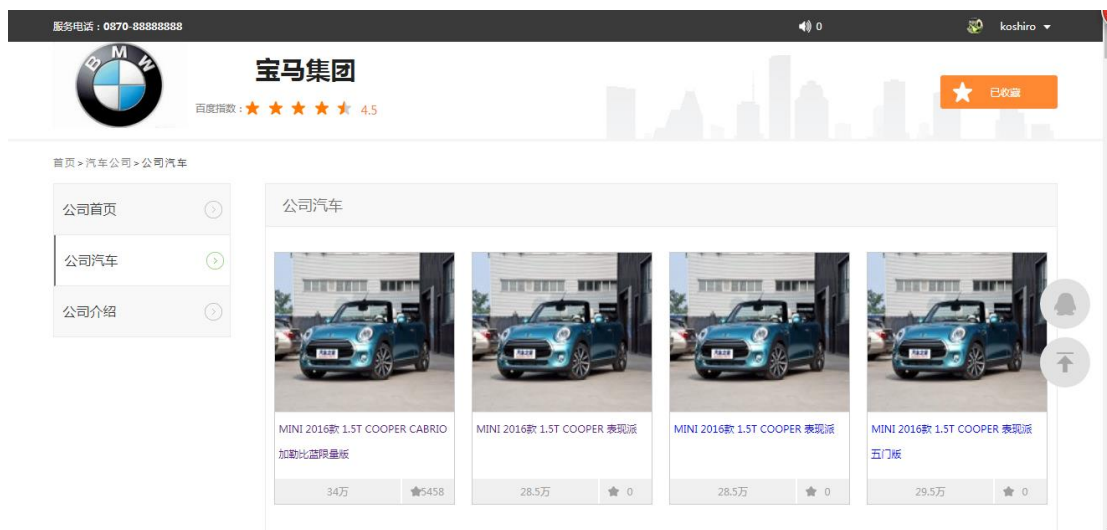 服务电话：0870-88888888
0
koshiro
BMW
宝马集团
百度指数：
4.5
已收藏
首页>汽车公司>公司汽车
公司首页
公司汽车
公司介绍
公司汽车
MINI 2016款 1.5T COOPER CABRIO
加勒比蓝限量版
34万
5458
MINI 2016款 1.5T COOPER 表现派
28.5万
0
MINI 2016款 1.5T COOPER 表现派
28.5万
0
MINI 2016款 1.5T COOPER 表现派
五门版
29.5万
0